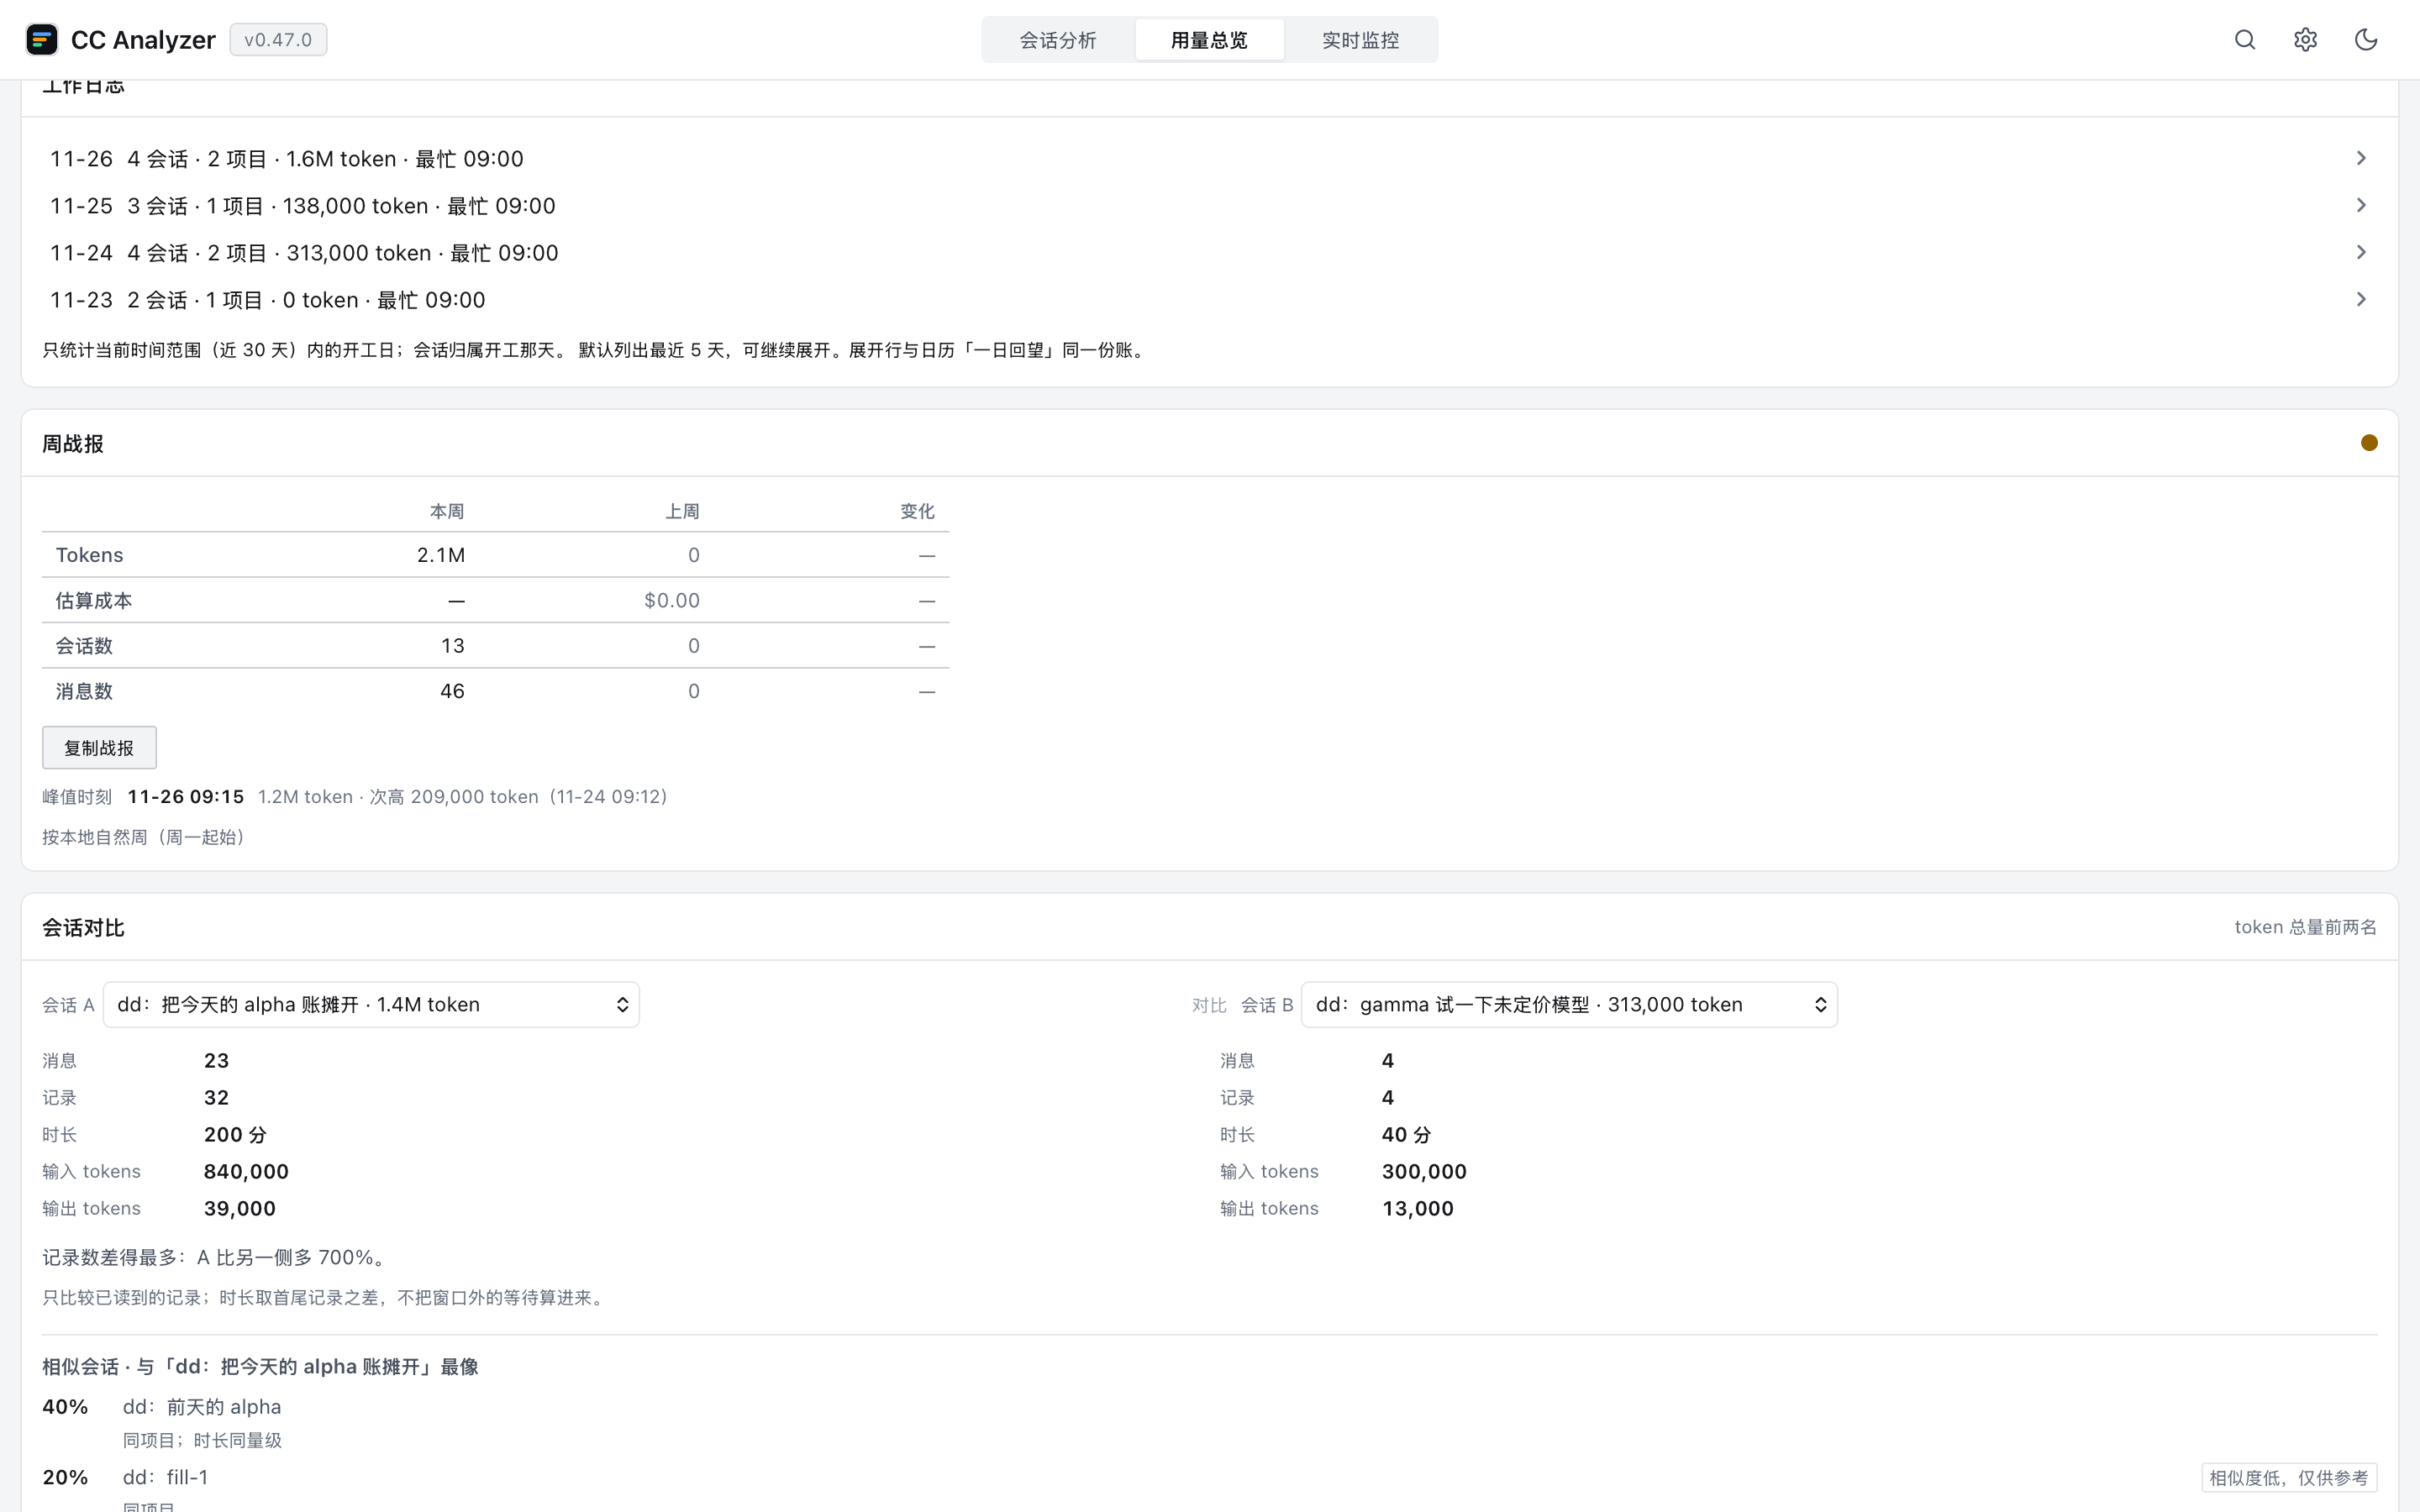 CC Analyzer v0.47.0 会话分析 用量总览 实时监控
工作日志
11-26 4 会话 · 2 项目 · 1.6M token · 最忙 09:00
11-25 3 会话 · 1 项目 · 138,000 token · 最忙 09:00
11-24 4 会话 · 2 项目 · 313,000 token · 最忙 09:00
11-23 2 会话 · 1 项目 · 0 token · 最忙 09:00
只统计当前时间范围（近 30 天）内的开工日；会话归属开工那天。 默认列出最近 5 天，可继续展开。展开行与日历「一日回望」同一份账。
周战报
本周 上周 变化
Tokens 2.1M 0 —
估算成本 — $0.00 —
会话数 13 0 —
消息数 46 0 —
复制战报
峰值时刻 11-26 09:15 1.2M token · 次高 209,000 token（11-24 09:12）
按本地自然周（周一起始）
会话对比 token 总量前两名
会话 A dd：把今天的 alpha 账摊开 · 1.4M token 对比 会话 B dd：gamma 试一下未定价模型 · 313,000 token
消息 23 消息 4
记录 32 记录 4
时长 200 分 时长 40 分
输入 tokens 840,000 输入 tokens 300,000
输出 tokens 39,000 输出 tokens 13,000
记录数差得最多：A 比另一侧多 700%。
只比较已读到的记录；时长取首尾记录之差，不把窗口外的等待算进来。
相似会话 · 与「dd：把今天的 alpha 账摊开」最像
40% dd：前天的 alpha
同项目；时长同量级
20% dd：fill-1 相似度低，仅供参考
同项目